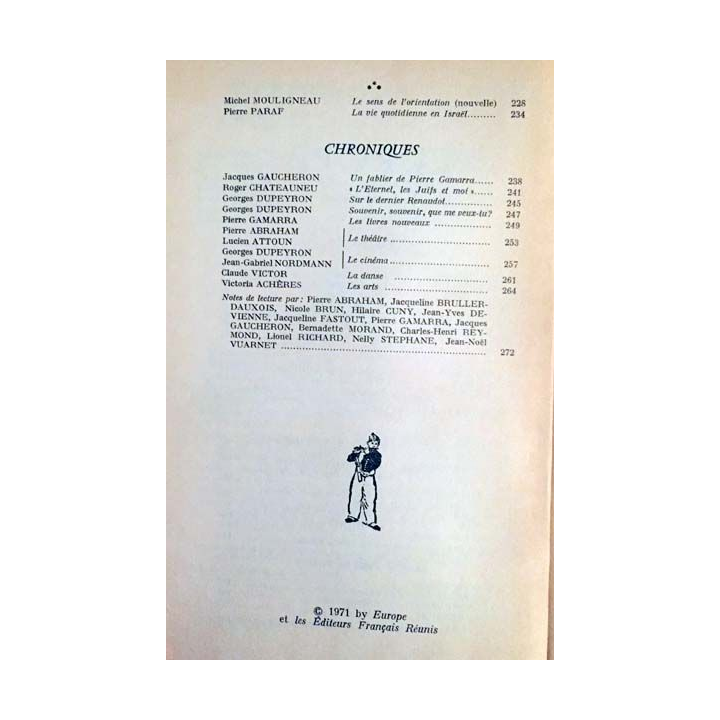 Michel MOULIGNEAU Le sens de l'orientation (nouvelle) 228
Pierre PARAF La vie quotidienne en Israël......... 234
CHRONIQUES
Jacques GAUCHERON Un fablier de Pierre Gamarra...... 238
Roger CHATEAUNEU « L'Eternel, les Juifs et moi »...... 241
Georges DUPEYRON Sur le dernier Renaudot............. 245
Georges DUPEYRON Souvenir, souvenir, que me veux-tu? 247
Pierre GAMARRA Les livres nouveaux ............... 249
Pierre ABRAHAM
Lucien ATTOUN Le théâtre ......................... 253
Georges DUPEYRON
Jean-Gabriel NORDMANN Le cinéma......................... 257
Claude VICTOR La danse ......................... 261
Victoria ACHÈRES Les arts ......................... 264
Notes de lecture par: Pierre ABRAHAM, Jacqueline BRULLER-
DAUXOIS, Nicole BRUN, Hilaire CUNY, Jean-Yves DE-
VIENNE, Jacqueline FASTOUT, Pierre GAMARRA, Jacques
GAUCHERON, Bernadette MORAND, Charles-Henri REY-
MOND, Lionel RICHARD, Nelly STEPHANE, Jean-Noël
VUARNET ......................................................... 272
© 1971 by Europe
et les Éditeurs Français Réunis